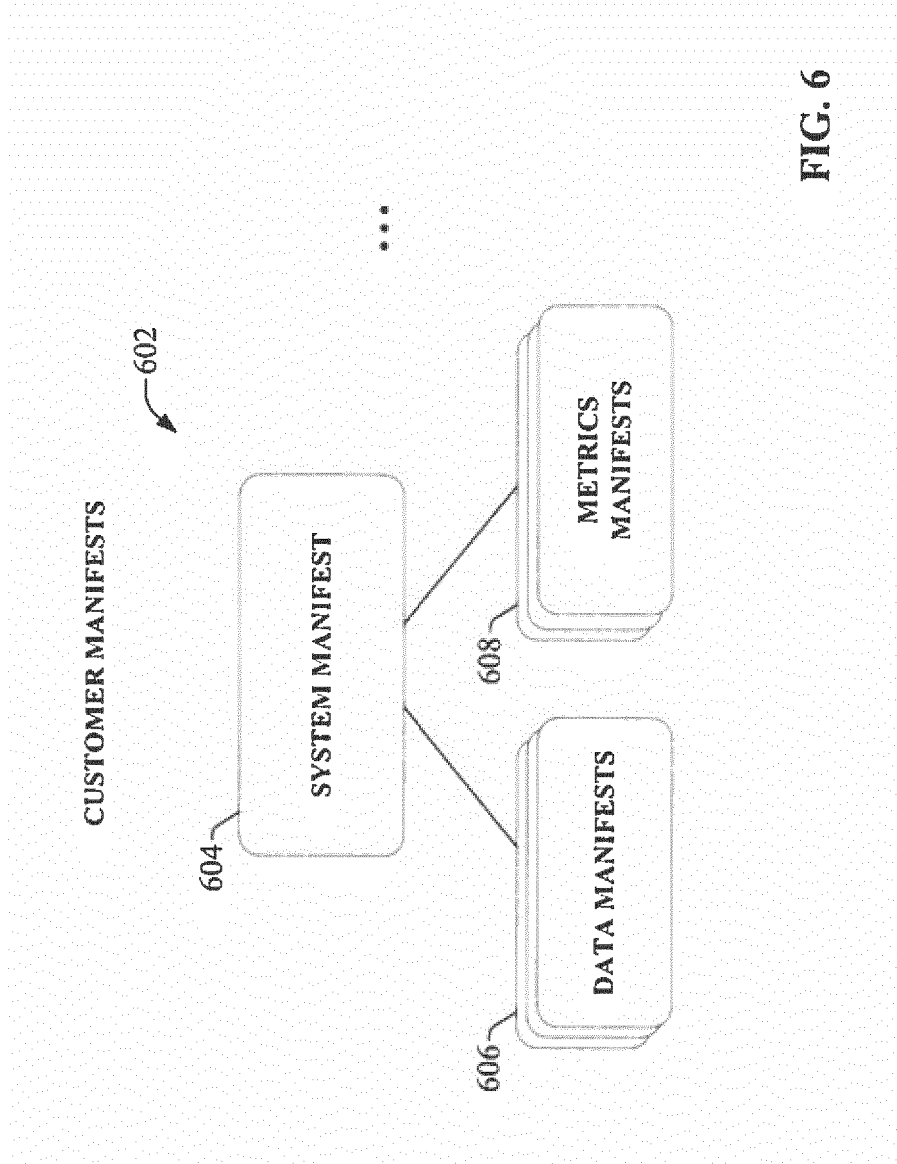 CUSTOMER MANIFESTS
602
604
SYSTEM MANIFEST
...
606
DATA MANIFESTS
608
METRICS
MANIFESTS
FIG. 6